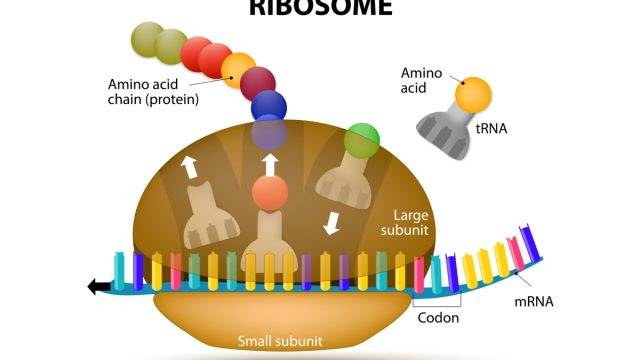 RIBOSOME
Amino acid
chain (protein)
Amino
acid
tRNA
Large
subunit
mRNA
Codon
Small subunit